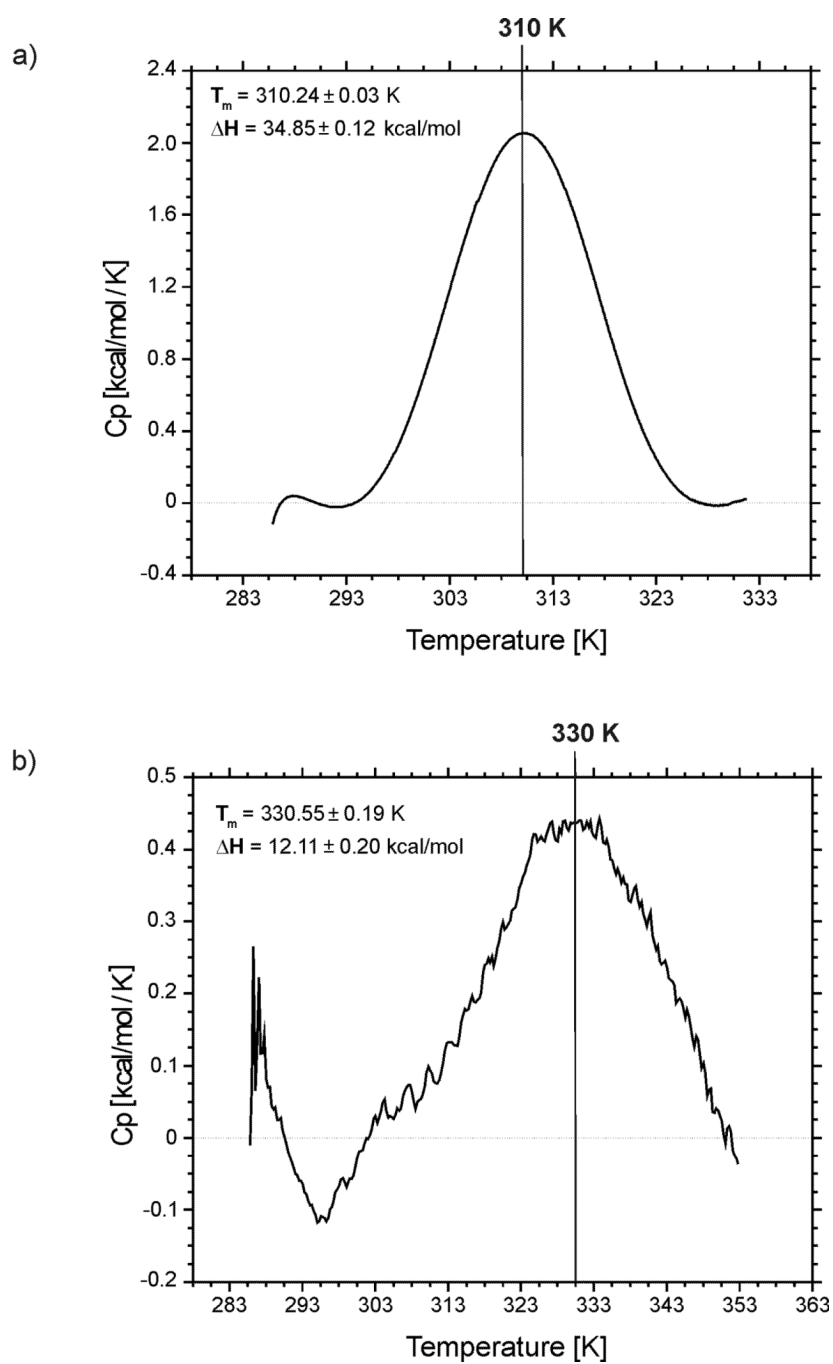 310 K
a)
2.4
T_m = 310.24 ± 0.03 K
ΔH = 34.85 ± 0.12 kcal/mol
2.0
1.6
1.2
0.8
0.4
0
-0.4
Cp [kcal/mol/K]
283 293 303 313 323 333
Temperature [K]
330 K
b)
0.5
T_m = 330.55 ± 0.19 K
ΔH = 12.11 ± 0.20 kcal/mol
0.4
0.3
0.2
0.1
0
-0.1
-0.2
Cp [kcal/mol/K]
283 293 303 313 323 333 343 353 363
Temperature [K]